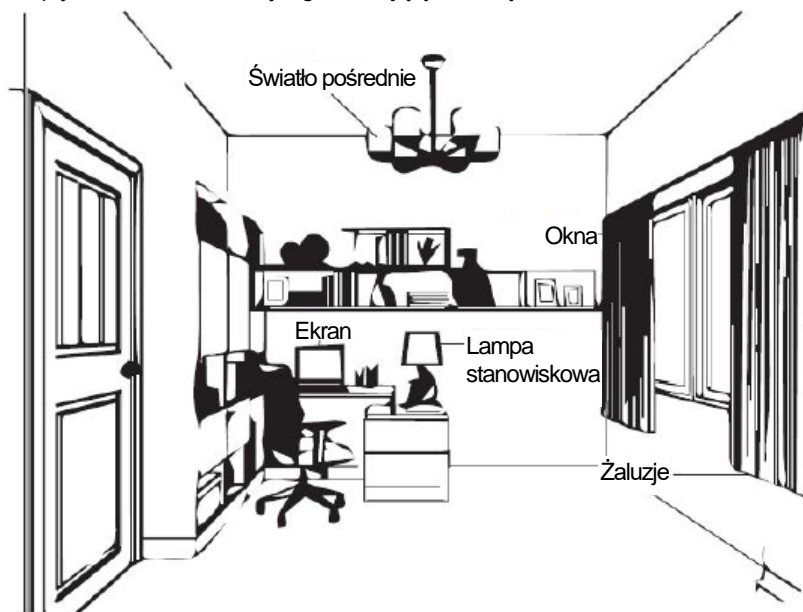 Światło pośrednie
Okna
Ekran
Lampa
stanowiskowa
Żaluzje